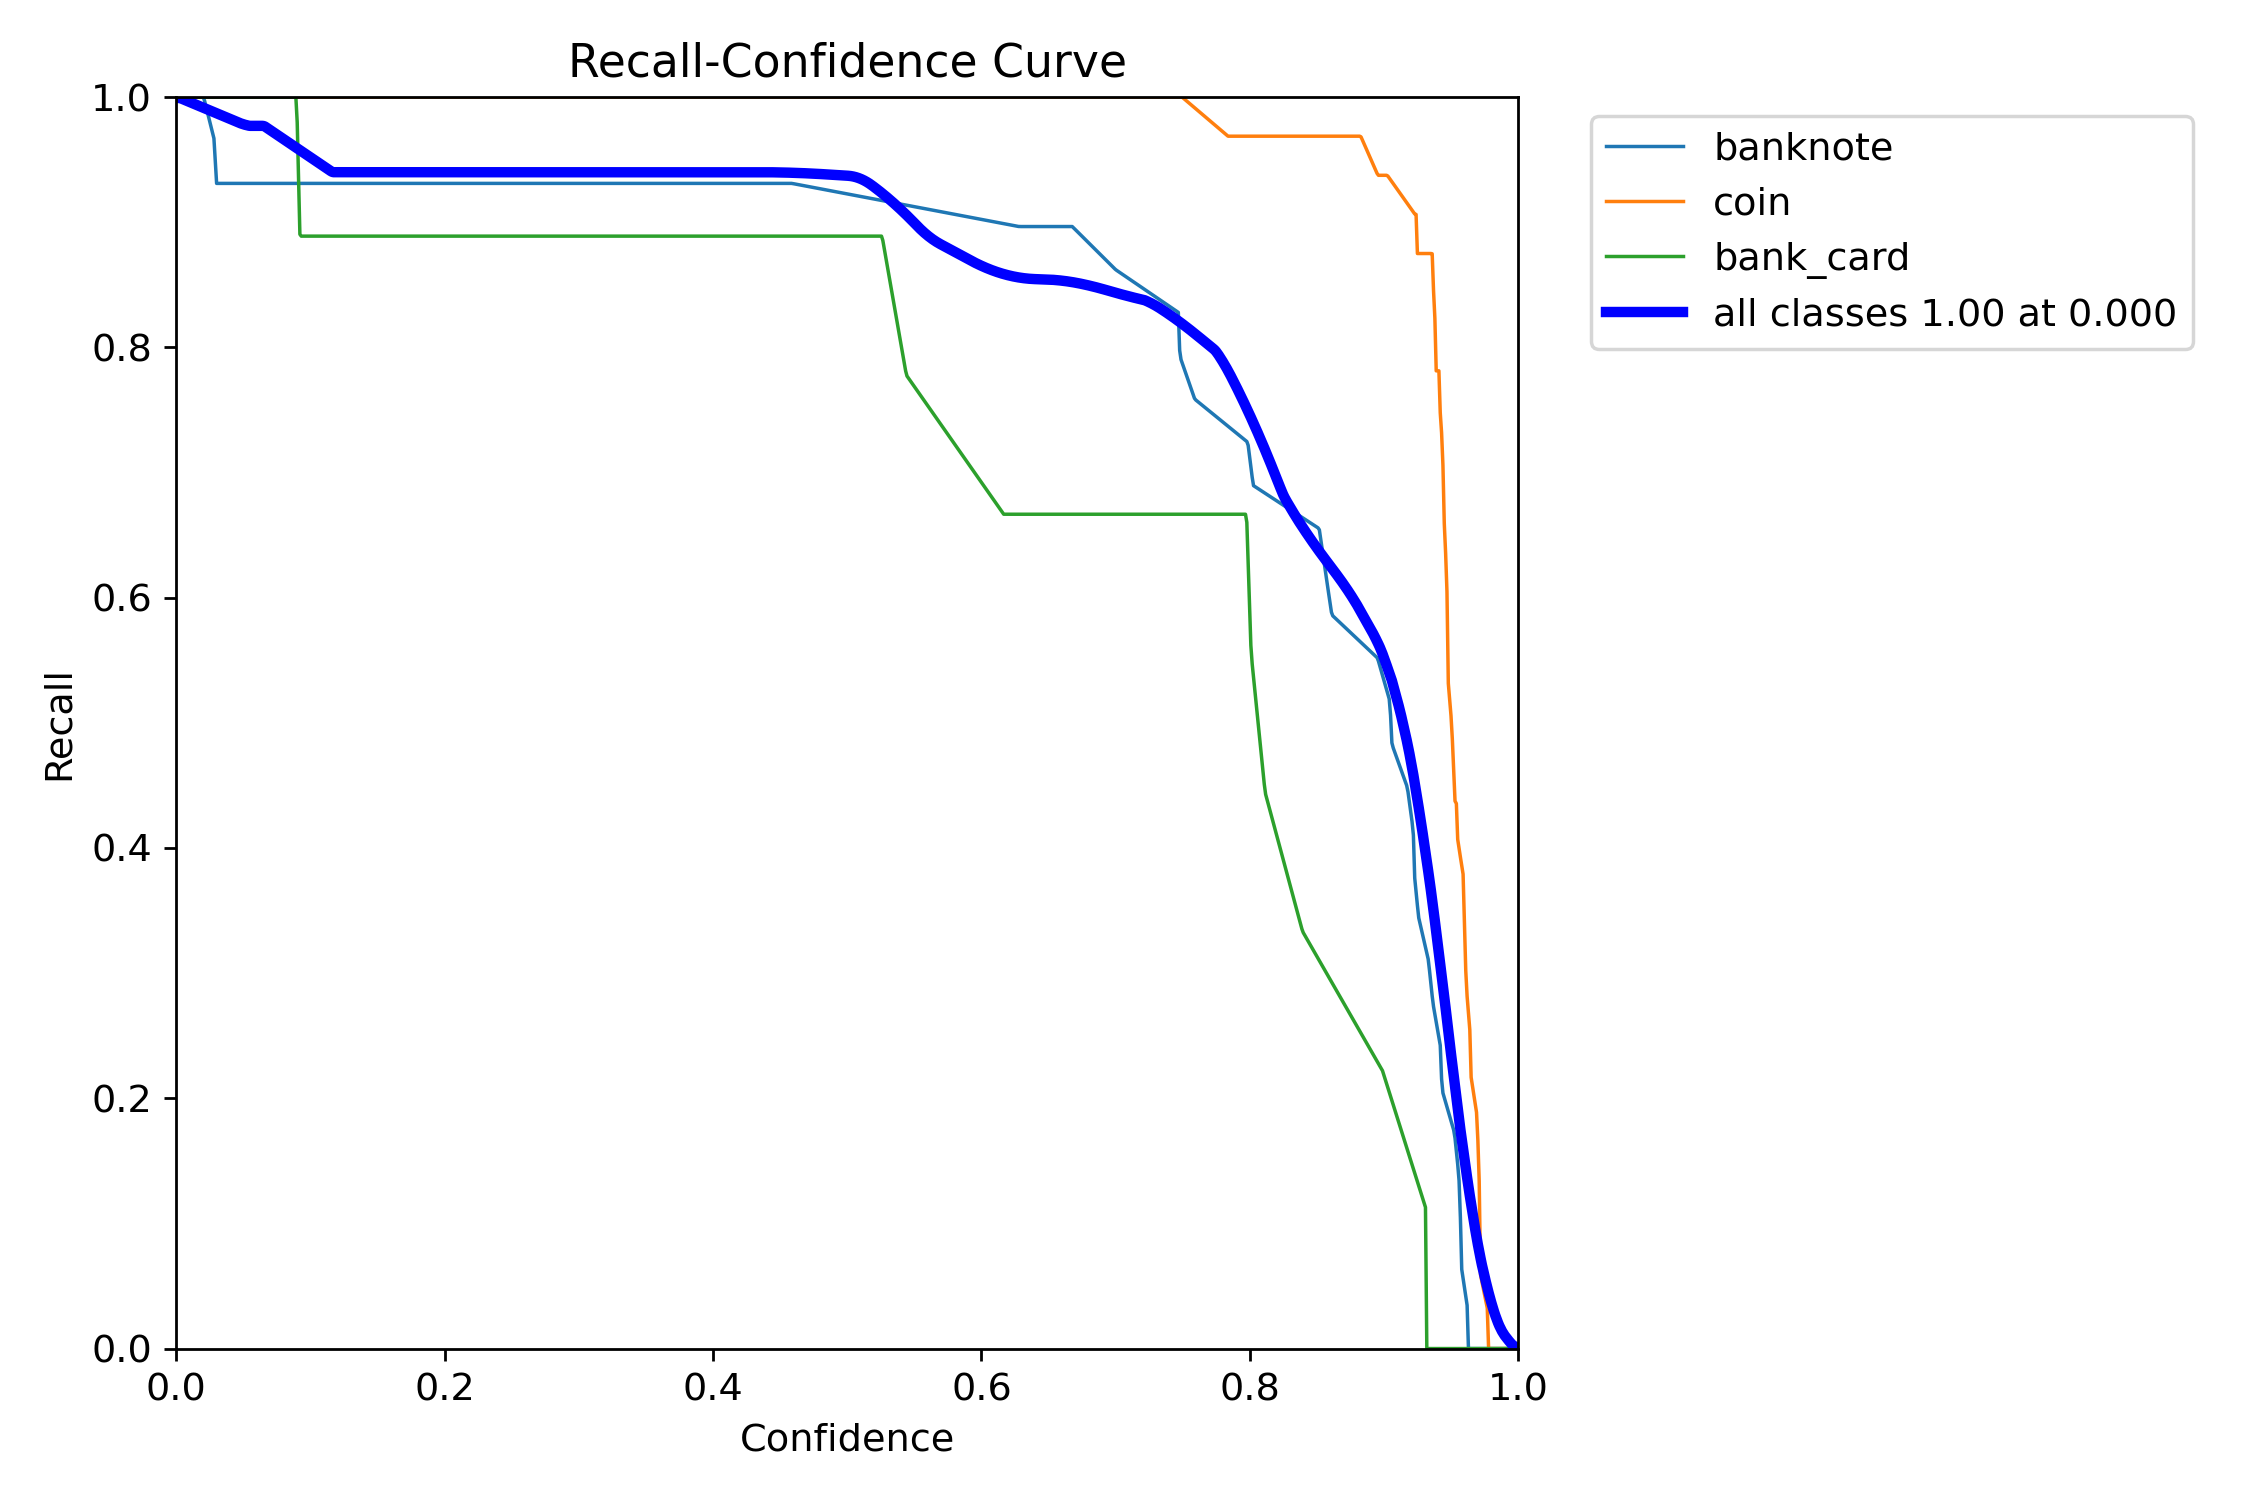 Recall-Confidence Curve
1.0
0.8
0.6
0.4
0.2
0.0
Recall
0.0 0.2 0.4 0.6 0.8 1.0
Confidence
banknote
coin
bank_card
all classes 1.00 at 0.000